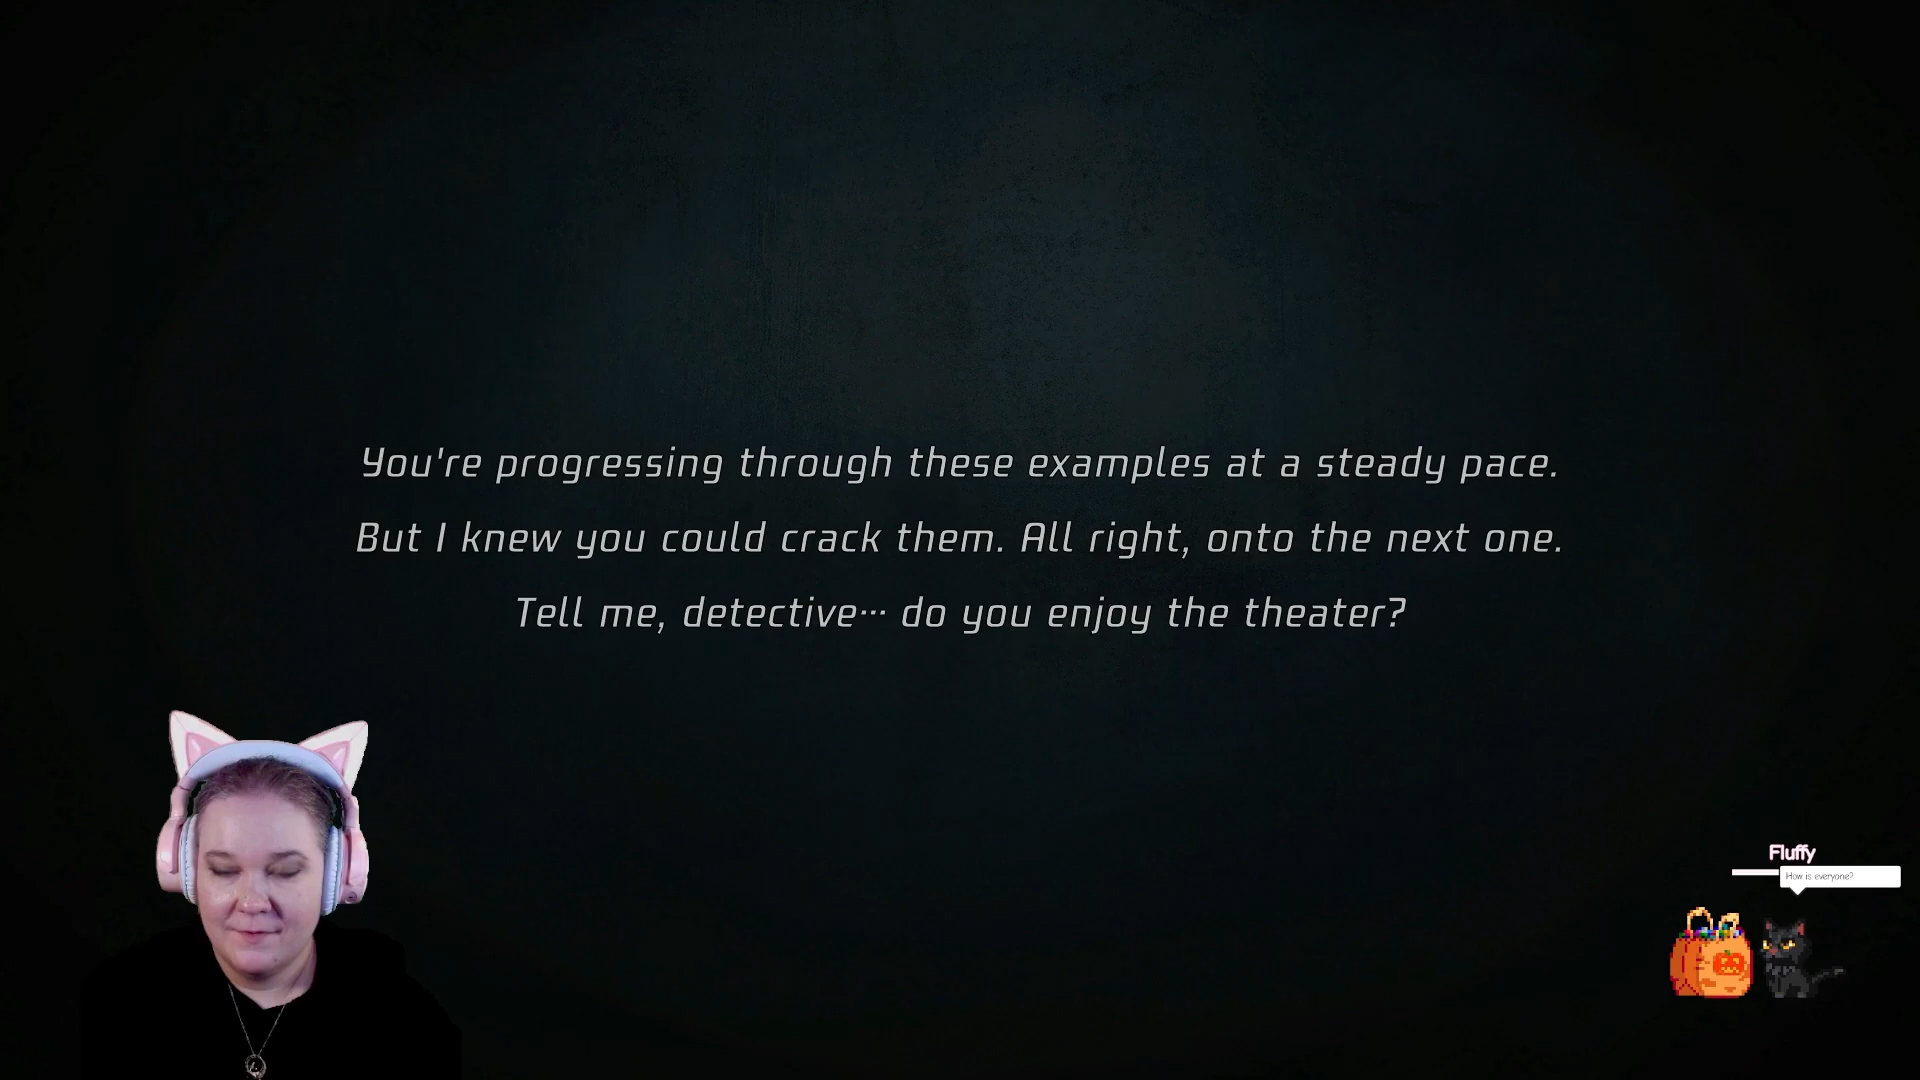 You're progressing through these examples at a steady pace.
But I knew you could crack them. All right, onto the next one.
Tell me, detective... do you enjoy the theater?
Fluffy
How is everyone?